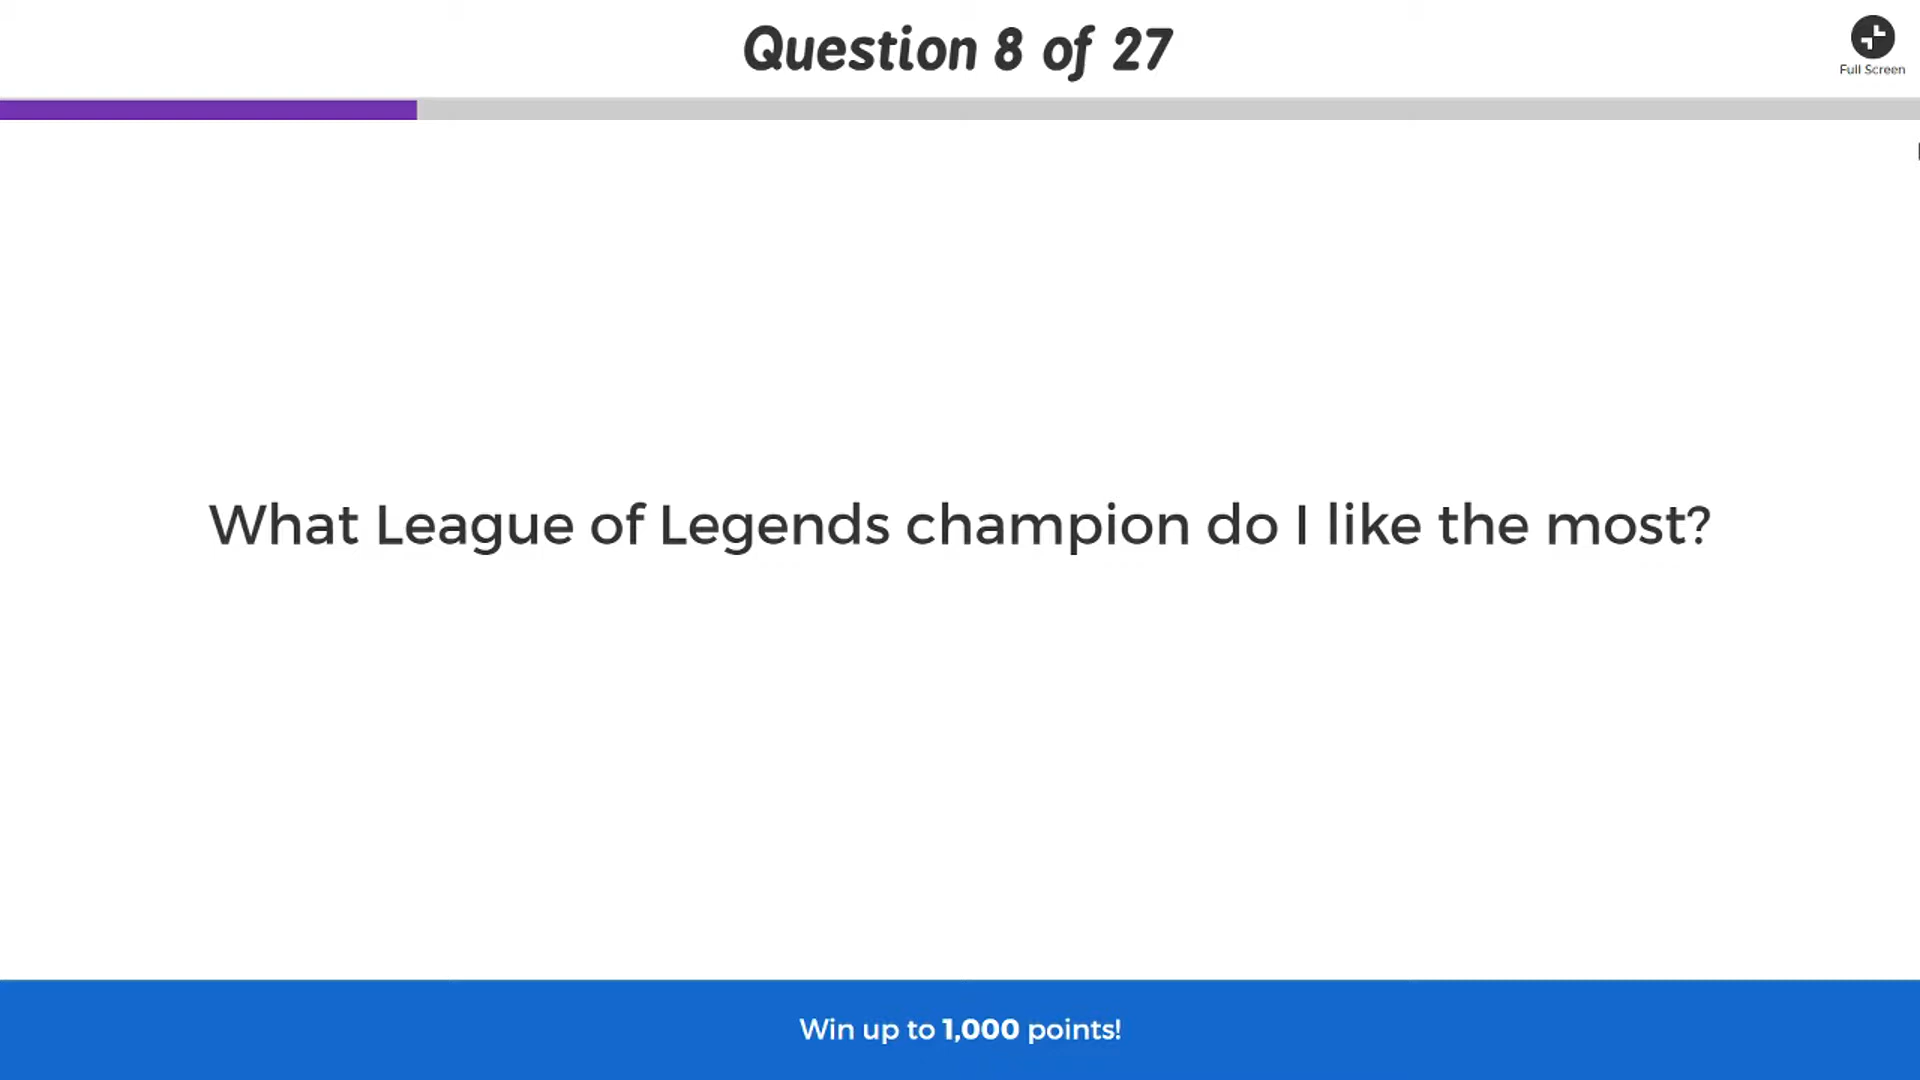 Question 8 of 27
Full Screen
What League of Legends champion do I like the most?
Win up to 1,000 points!